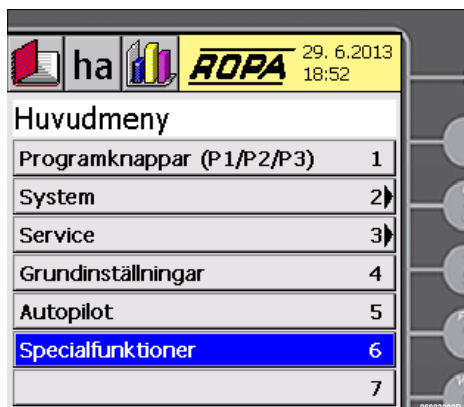 ha ROPA 29. 6.2013
18:52
Huvudmeny
Programknappar (P1/P2/P3) 1
System 2
Service 3
Grundinställningar 4
Autopilot 5
Specialfunktioner 6
7